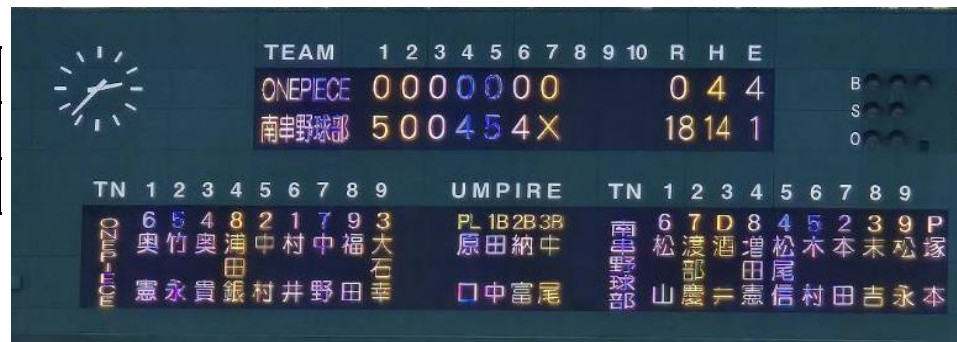 TEAM 1 2 3 4 5 6 7 8 9 10 R H E
ONEPIECE 0 0 0 0 0 0 0 0 4 4
南串野球部 5 0 0 4 5 4 X 18 14 1
B
S
O
TN 1 2 3 4 5 6 7 8 9
ONEPIECE
6 奥 憲
5 竹 永
4 奥 貴
8 浦田 銀
2 中 村
1 村 井
7 中 野
9 福 田
3 大石 幸
UMPIRE
PL 1B 2B 3B
原 口
田 中
納 富
中 尾
TN 1 2 3 4 5 6 7 8 9
南串野球部
6 松 山
7 渡部 慶
D 酒 井
8 増田 憲
4 松尾 信
5 木 村
2 本 田
3 末 吉
9 松 永
P 塚 本